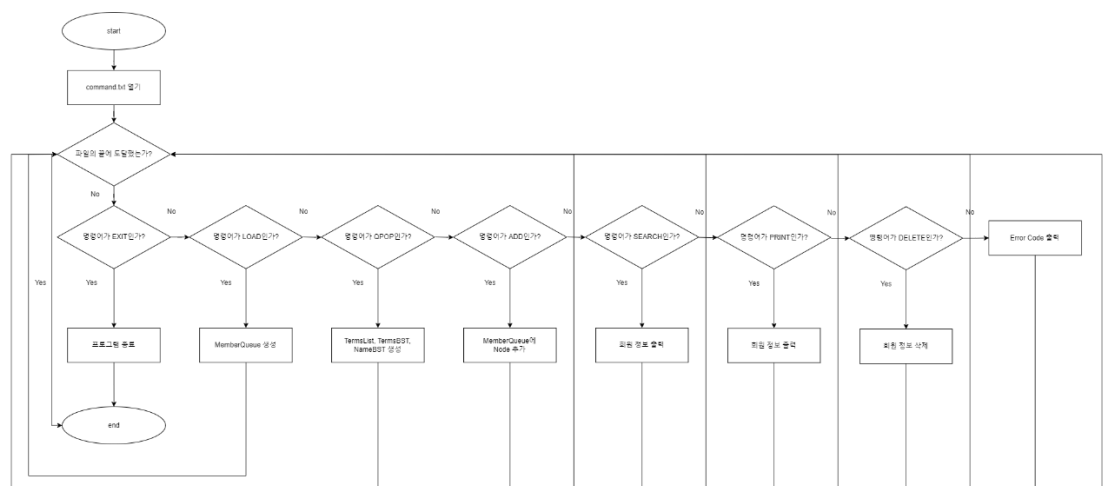 start
command.txt 열기
파일의 끝에 도달했는가?
No
No
No
No
No
No
No
No
명령어가 EXIT인가?
명령어가 LOAD인가?
명령어가 QPOP인가?
명령어가 ADD인가?
명령어가 SEARCH인가?
명령어가 PRINT인가?
명령어가 DELETE인가?
Error Code 출력
Yes
Yes
Yes
Yes
Yes
Yes
Yes
Yes
프로그램 종료
MemberQueue 생성
TermsList, TermsBST,
NameBST 생성
MemberQueue에
Node 추가
회원 정보 출력
회원 정보 출력
회원 정보 삭제
end